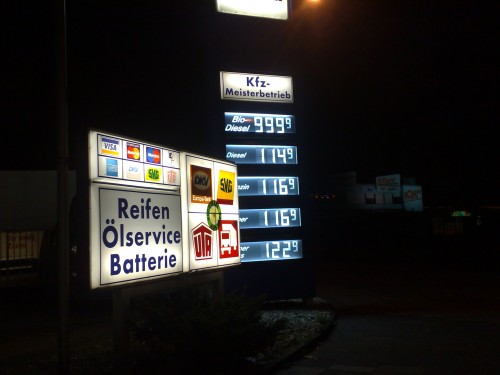 Kfz-
Meisterbetrieb
Bio-
Diesel 999⁹
Diesel 114⁹
116⁹
116⁹
122⁹
VISA
DKV
SVG
UTA
Reifen
Ölservice
Batterie